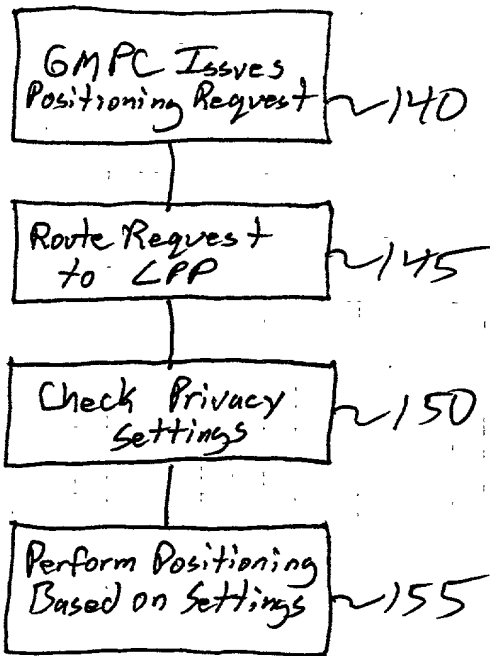 GMPC Issues
Positioning Request
140
Route Request
to LPP
145
Check Privacy
Settings
150
Perform Positioning
Based on Settings
155